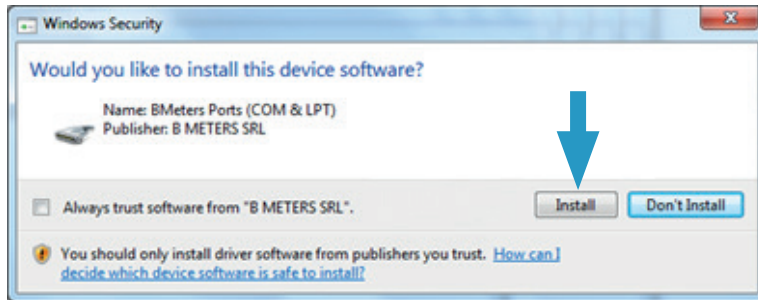 Windows Security
Would you like to install this device software?
Name: BMeters Ports (COM & LPT)
Publisher: B METERS SRL
Always trust software from "B METERS SRL".
Install
Don't Install
You should only install driver software from publishers you trust. How can I
decide which device software is safe to install?